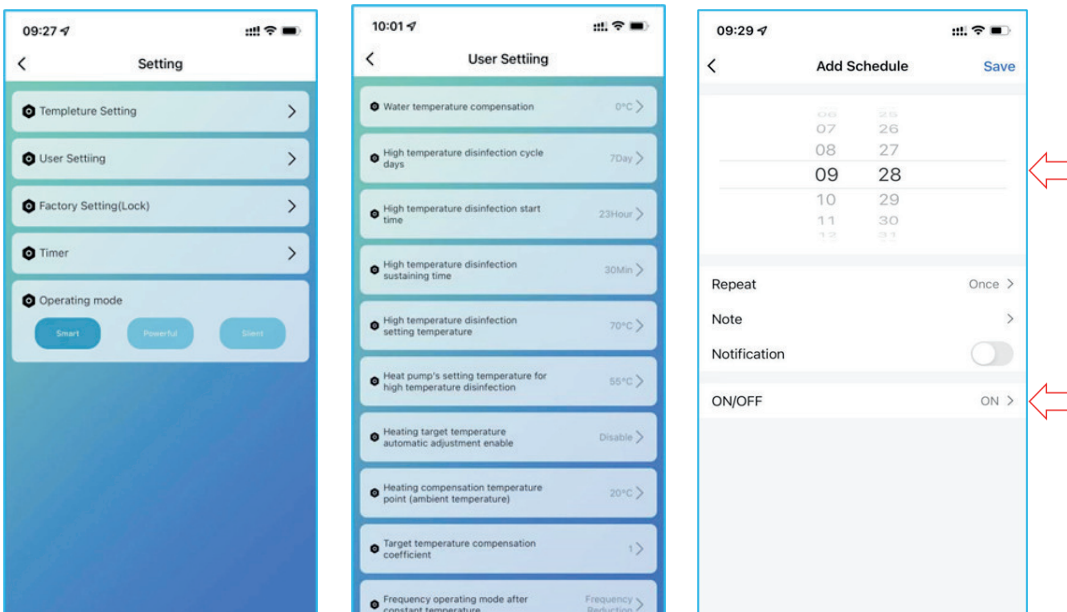 09:27
Setting
Templeture Setting
User Settiing
Factory Setting(Lock)
Timer
Operating mode
Smart Powerful Silent
10:01
User Settiing
Water temperature compensation 0°C
High temperature disinfection cycle
days 7Day
High temperature disinfection start
time 23Hour
High temperature disinfection
sustaining time 30Min
High temperature disinfection
setting temperature 70°C
Heat pump's setting temperature for
high temperature disinfection 55°C
Heating target temperature
automatic adjustment enable Disable
Heating compensation temperature
point (ambient temperature) 20°C
Target temperature compensation
coefficient 1
Frequency operating mode after Frequency
constant temperature Reduction
09:29
Add Schedule Save
06 25
07 26
08 27
09 28
10 29
11 30
12 31
Repeat Once
Note
Notification
ON/OFF ON